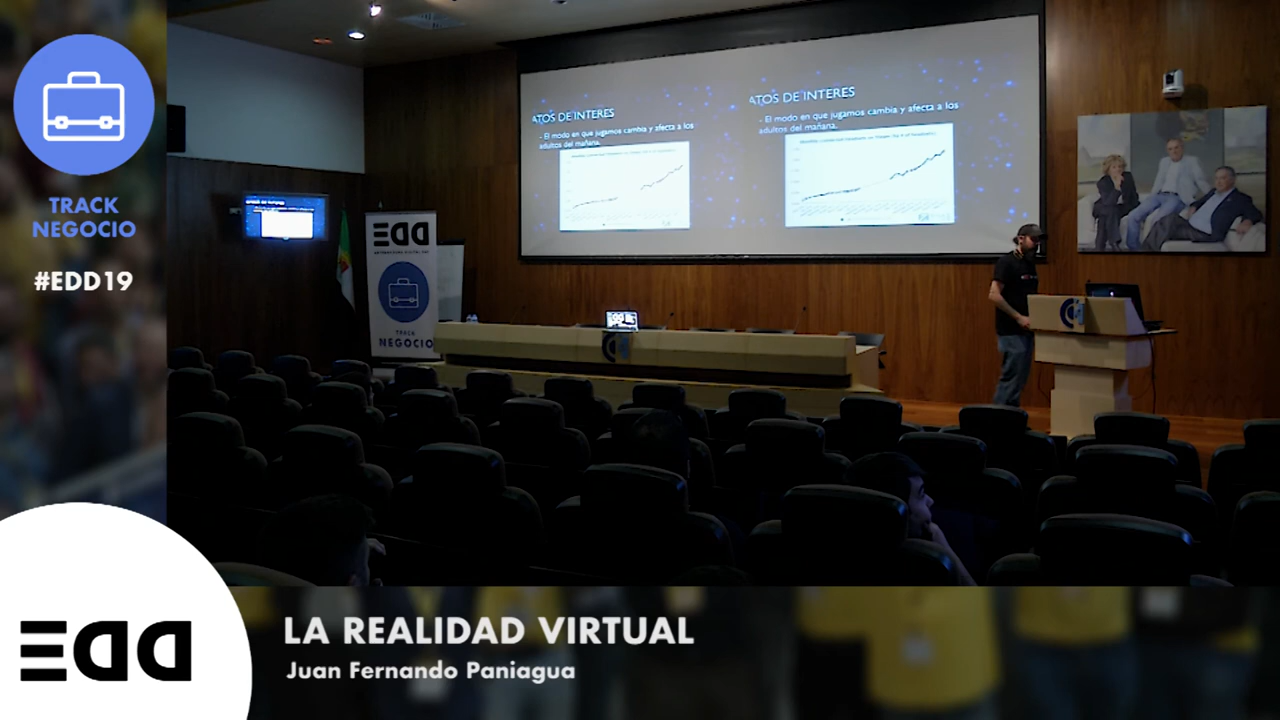 TRACK
NEGOCIO
#EDD19
EDD
TRACK
NEGOCIO
ATOS DE INTERES
- El modo en que jugamos cambia y afecta a los
adultos del mañana.
ATOS DE INTERES
- El modo en que jugamos cambia y afecta a los
adultos del mañana.
EDD
LA REALIDAD VIRTUAL
Juan Fernando Paniagua